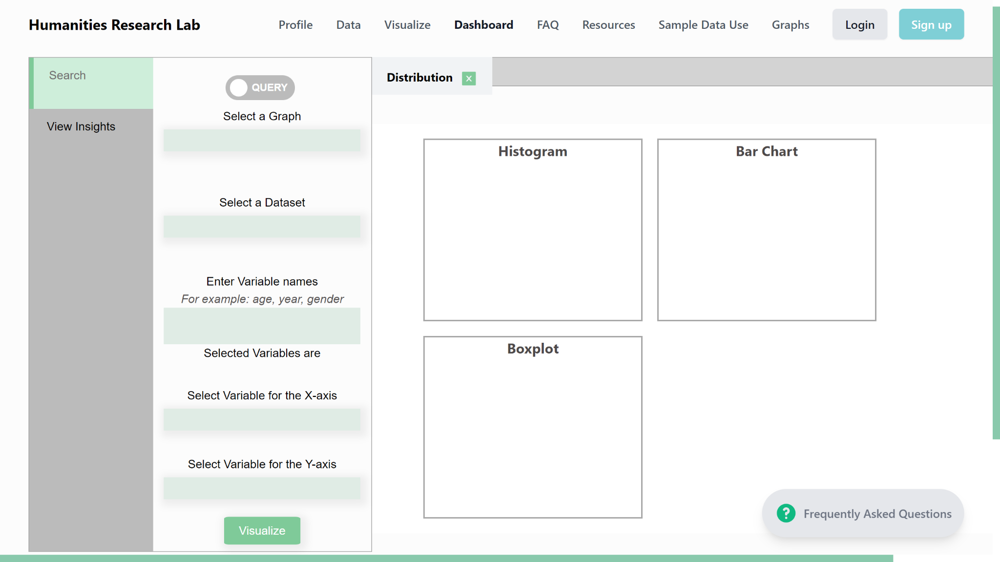 Humanities Research Lab
Profile
Data
Visualize
Dashboard
FAQ
Resources
Sample Data Use
Graphs
Login
Sign up
Search
View Insights
QUERY
Select a Graph
Select a Dataset
Enter Variable names
For example: age, year, gender
Selected Variables are
Select Variable for the X-axis
Select Variable for the Y-axis
Visualize
Distribution
x
Histogram
Bar Chart
Boxplot
? Frequently Asked Questions